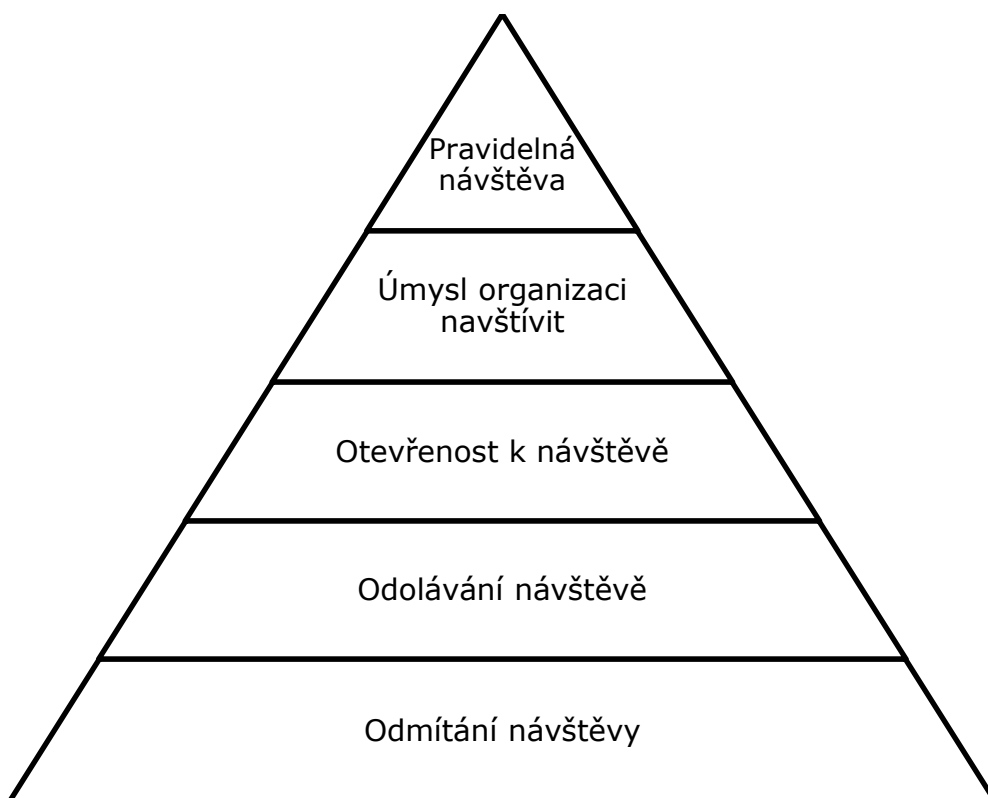 Pravidelná
návštěva
Úmysl organizaci
navštívit
Otevřenost k návštěvě
Odolávání návštěvě
Odmítání návštěvy